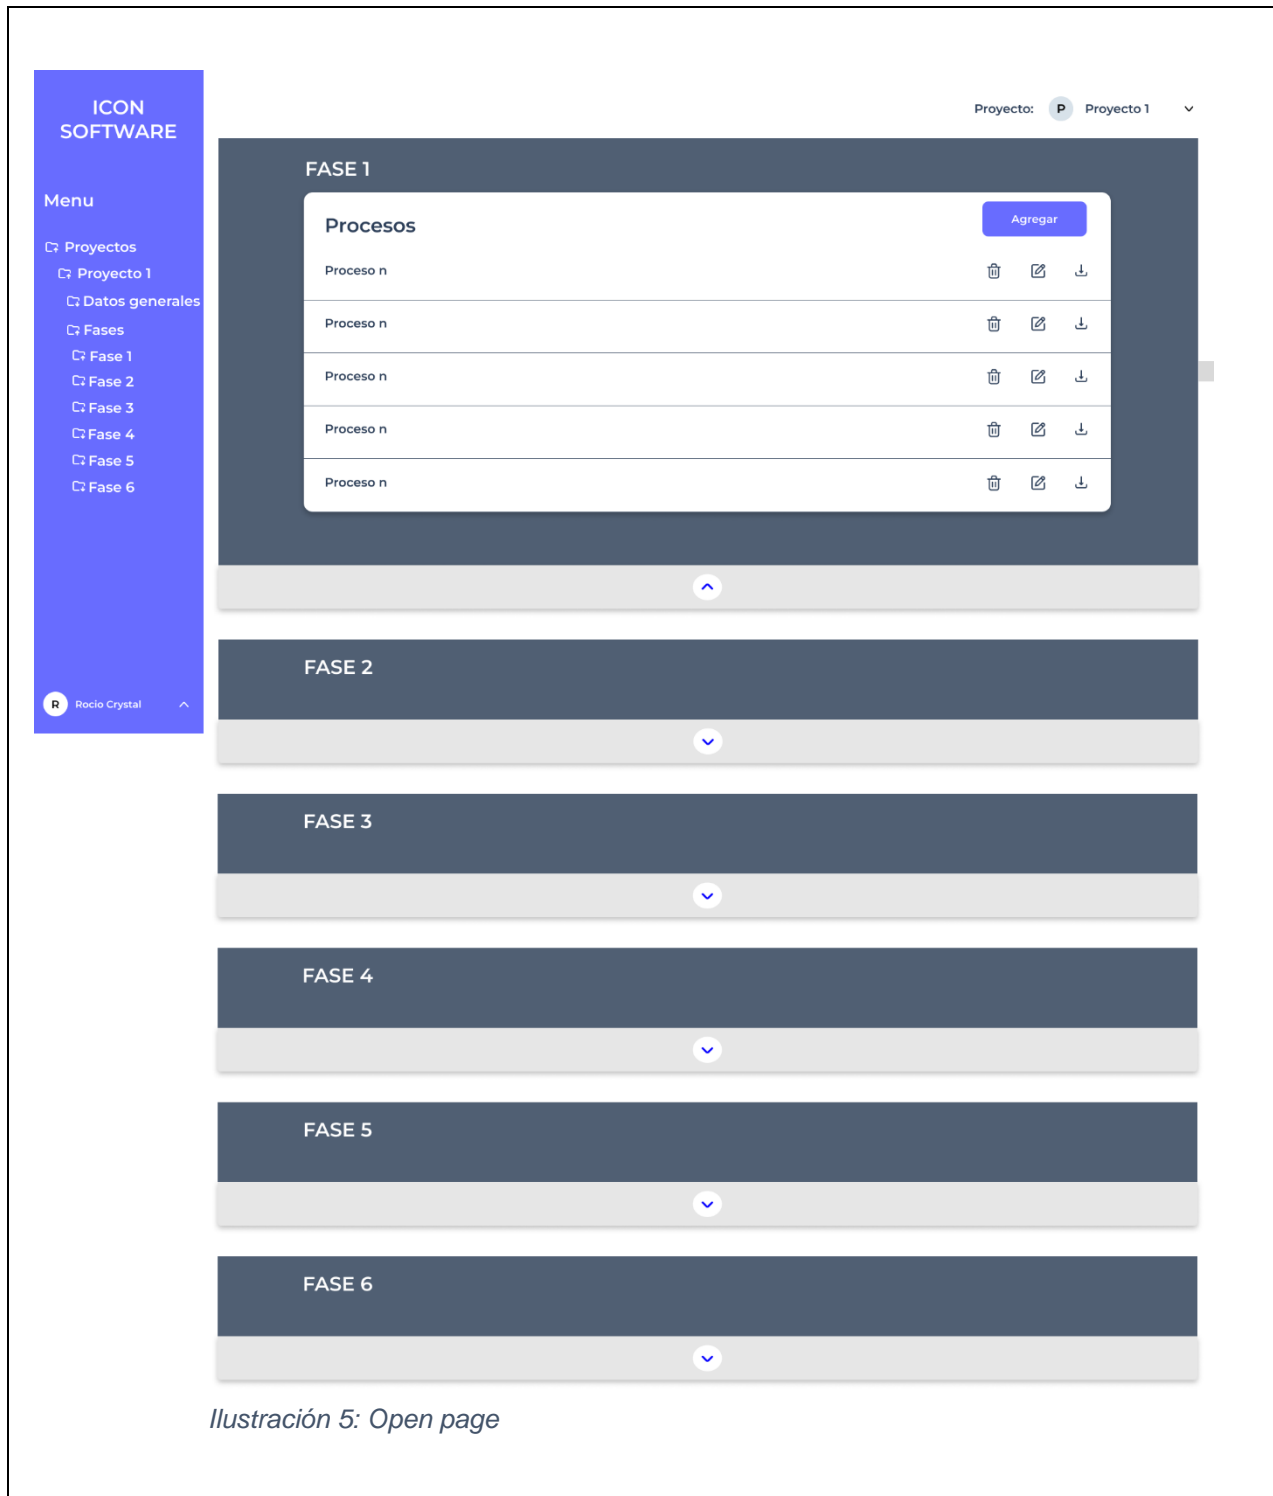 ICON
SOFTWARE
Menu
Proyectos
Proyecto 1
Datos generales
Fases
Fase 1
Fase 2
Fase 3
Fase 4
Fase 5
Fase 6
R Rocio Crystal
Proyecto: P Proyecto 1
FASE 1
Procesos Agregar
Proceso n
Proceso n
Proceso n
Proceso n
Proceso n
FASE 2
FASE 3
FASE 4
FASE 5
FASE 6
Ilustración 5: Open page